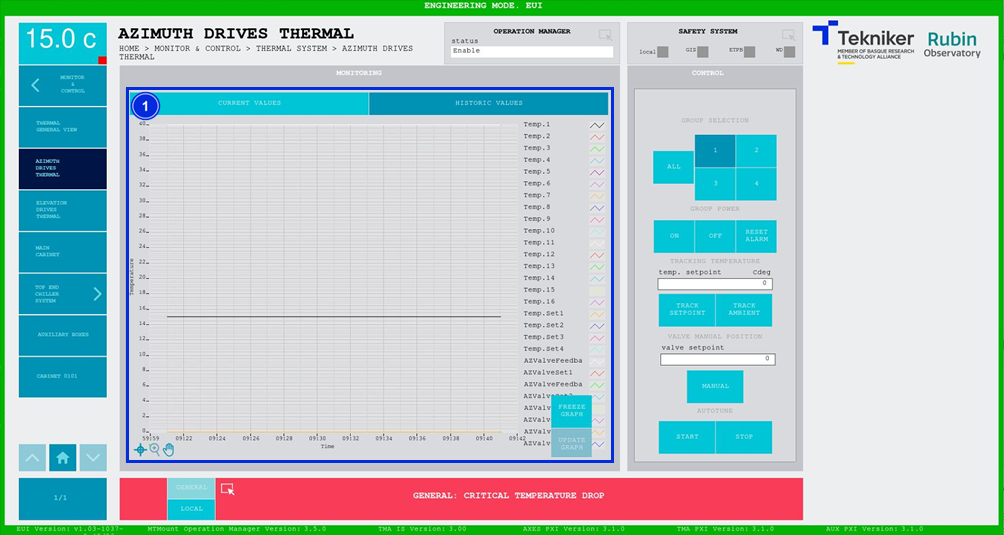 ENGINEERING MODE. EUI
15.0 c
AZIMUTH DRIVES THERMAL
HOME > MONITOR & CONTROL > THERMAL SYSTEM > AZIMUTH DRIVES
THERMAL
OPERATION MANAGER
status
Enable
SAFETY SYSTEM
local
GIS
ETPB
WD
Tekniker
MEMBER OF BASQUE RESEARCH
& TECHNOLOGY ALLIANCE
Rubin
Observatory
MONITOR
&
CONTROL
THERMAL
GENERAL VIEW
AZIMUTH
DRIVES
THERMAL
ELEVATION
DRIVES
THERMAL
MAIN
CABINET
TOP END
CHILLER
SYSTEM
AUXILIARY BOXES
CABINET 0101
1/1
MONITORING
1
CURRENT VALUES
HISTORIC VALUES
40
38
36
34
32
30
28
26
24
22
20
18
16
14
12
10
8
6
4
2
0
Temperature
59:59
09:22
09:24
09:26
09:28
09:30
09:32
09:34
09:36
09:38
09:40
09:42
Time
Temp.1
Temp.2
Temp.3
Temp.4
Temp.5
Temp.6
Temp.7
Temp.8
Temp.9
Temp.10
Temp.11
Temp.12
Temp.13
Temp.14
Temp.15
Temp.16
Temp.Set1
Temp.Set2
Temp.Set3
Temp.Set4
AZValveFeedba
AZValveSet1
AZValveFeedba
AZValveSet2
AZValv
AZValv
AZValv
AZValv
FREEZE
GRAPH
UPDATE
GRAPH
CONTROL
GROUP SELECTION
ALL
1
2
3
4
GROUP POWER
ON
OFF
RESET
ALARM
TRACKING TEMPERATURE
temp. setpoint
Cdeg
0
TRACK
SETPOINT
TRACK
AMBIENT
VALVE MANUAL POSITION
valve setpoint
0
MANUAL
AUTOTUNE
START
STOP
GENERAL
LOCAL
GENERAL: CRITICAL TEMPERATURE DROP
EUI Version: v1.03-1037-
MTMount Operation Manager Version: 3.5.0
TMA IS Version: 3.00
AXES PXI Version: 3.1.0
TMA PXI Version: 3.1.0
AUX PXI Version: 3.1.0